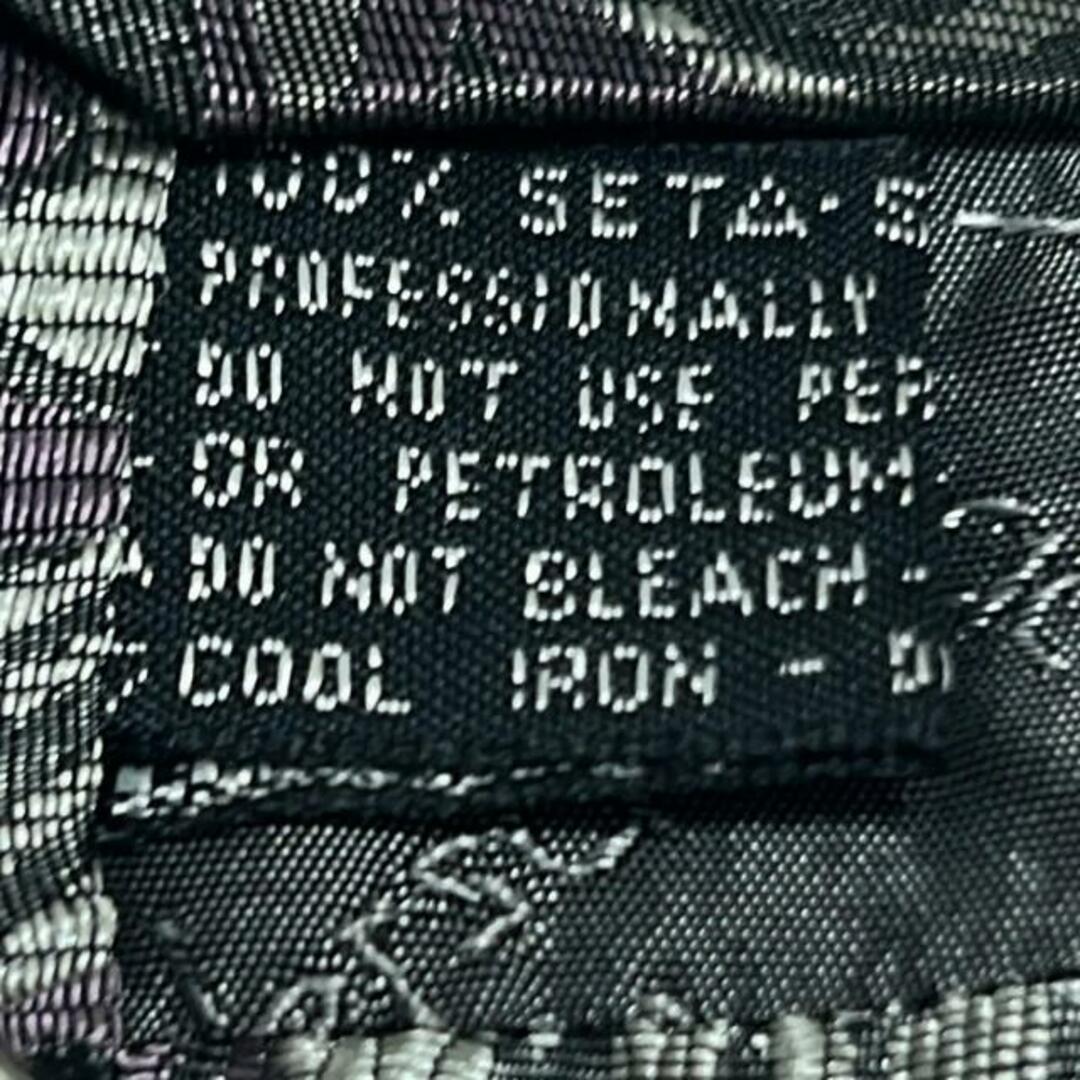 100% SETA·S
PROFESSIONALLY
DO NOT USE PER
OR PETROLEUM
DO NOT BLEACH -
COOL IRON - D